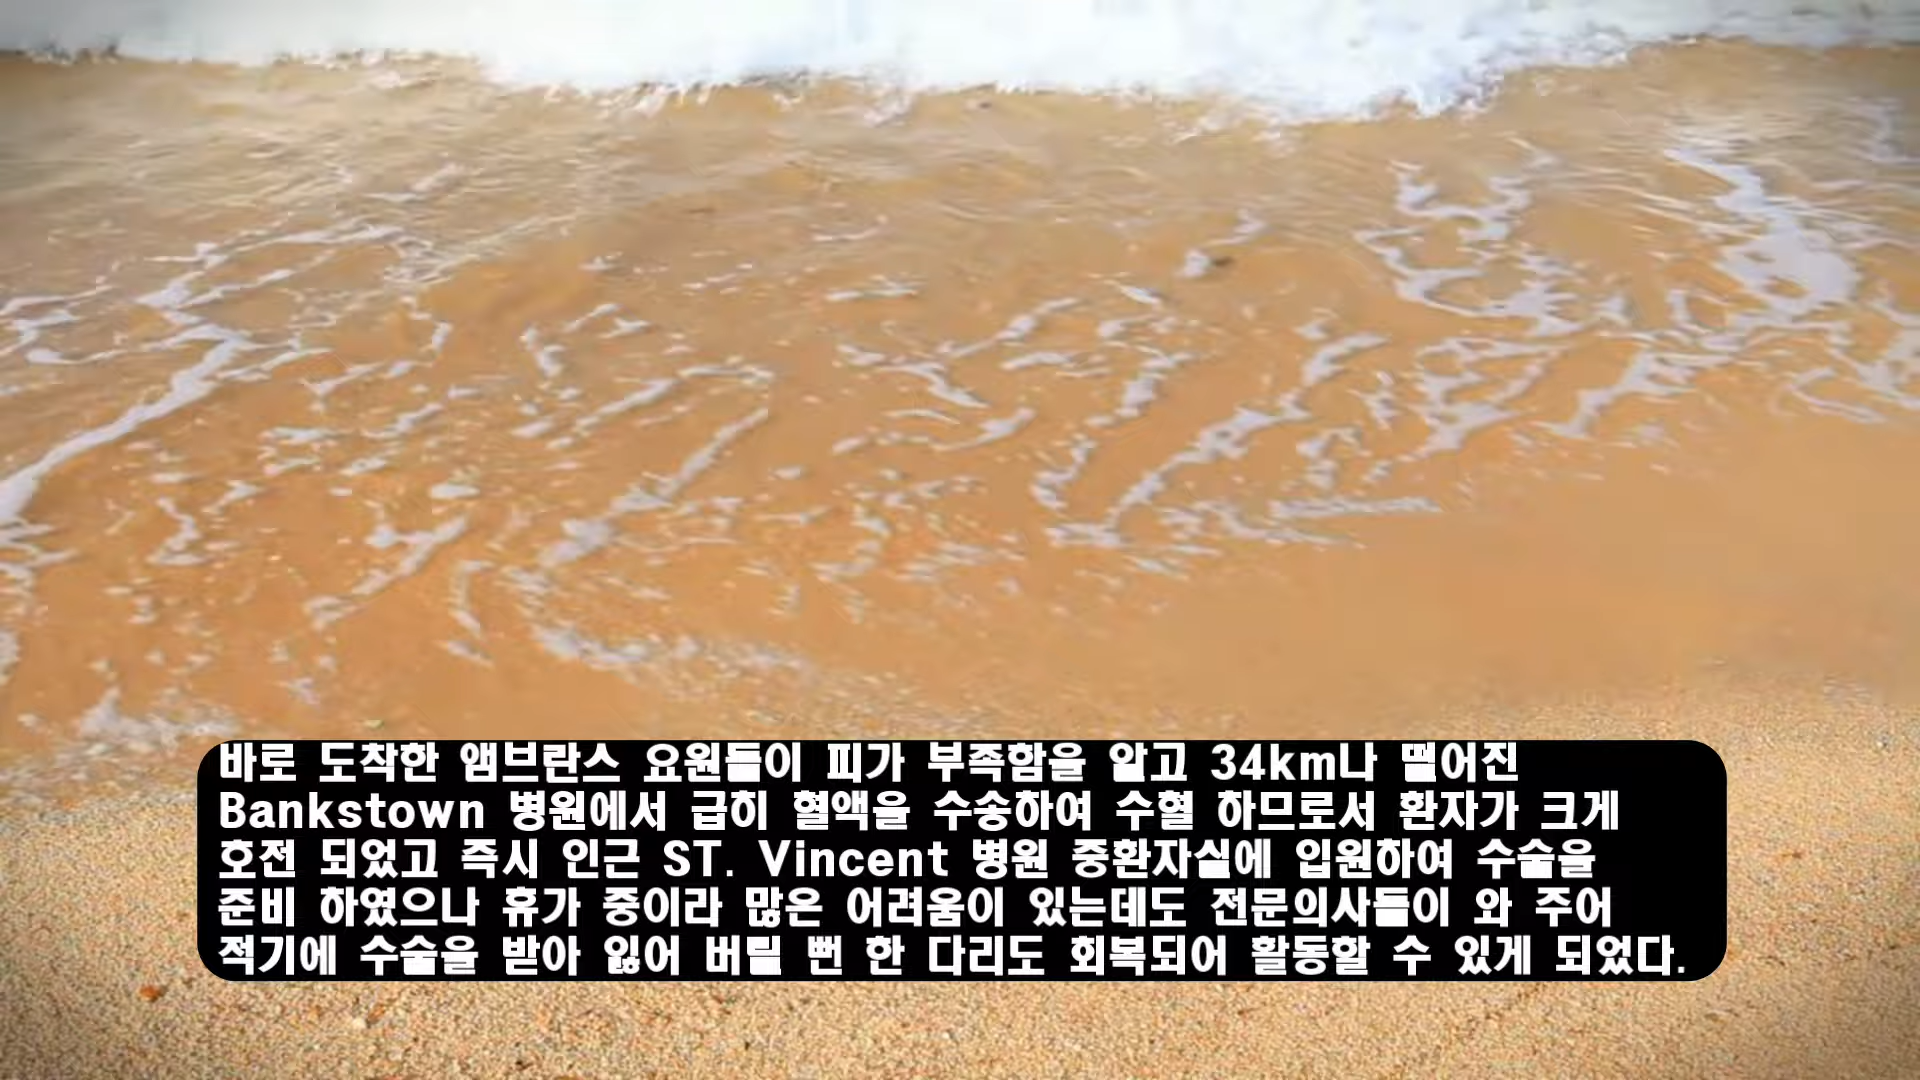 바로 도착한 앰브란스 요원들이 피가 부족함을 알고 34km나 떨어진
Bankstown 병원에서 급히 혈액을 수송하여 수혈 하므로서 환자가 크게
호전 되었고 즉시 인근 ST. Vincent 병원 중환자실에 입원하여 수술을
준비 하였으나 휴가 중이라 많은 어려움이 있는데도 전문의사들이 와 주어
적기에 수술을 받아 잃어 버릴 뻔 한 다리도 회복되어 활동할 수 있게 되었다.